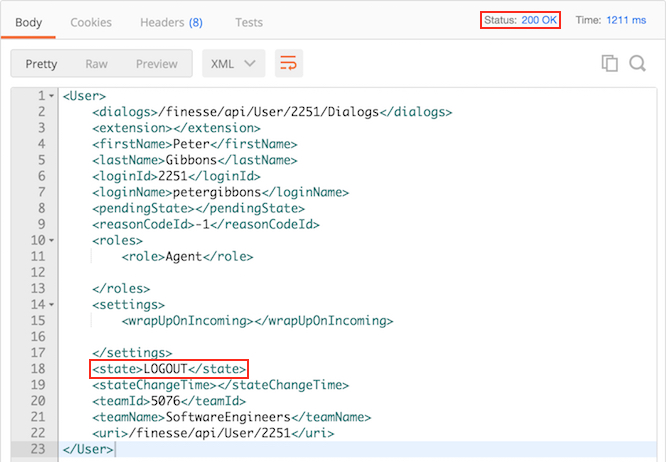 Body Cookies Headers (8) Tests Status: 200 OK Time: 1211 ms
Pretty Raw Preview XML
1 <User>
2 <dialogs>/finesse/api/User/2251/Dialogs</dialogs>
3 <extension></extension>
4 <firstName>Peter</firstName>
5 <lastName>Gibbons</lastName>
6 <loginId>2251</loginId>
7 <loginName>petergibbons</loginName>
8 <pendingState></pendingState>
9 <reasonCodeId>-1</reasonCodeId>
10 <roles>
11 <role>Agent</role>
12
13 </roles>
14 <settings>
15 <wrapUpOnIncoming></wrapUpOnIncoming>
16
17 </settings>
18 <state>LOGOUT</state>
19 <stateChangeTime></stateChangeTime>
20 <teamId>5076</teamId>
21 <teamName>SoftwareEngineers</teamName>
22 <uri>/finesse/api/User/2251</uri>
23 </User>